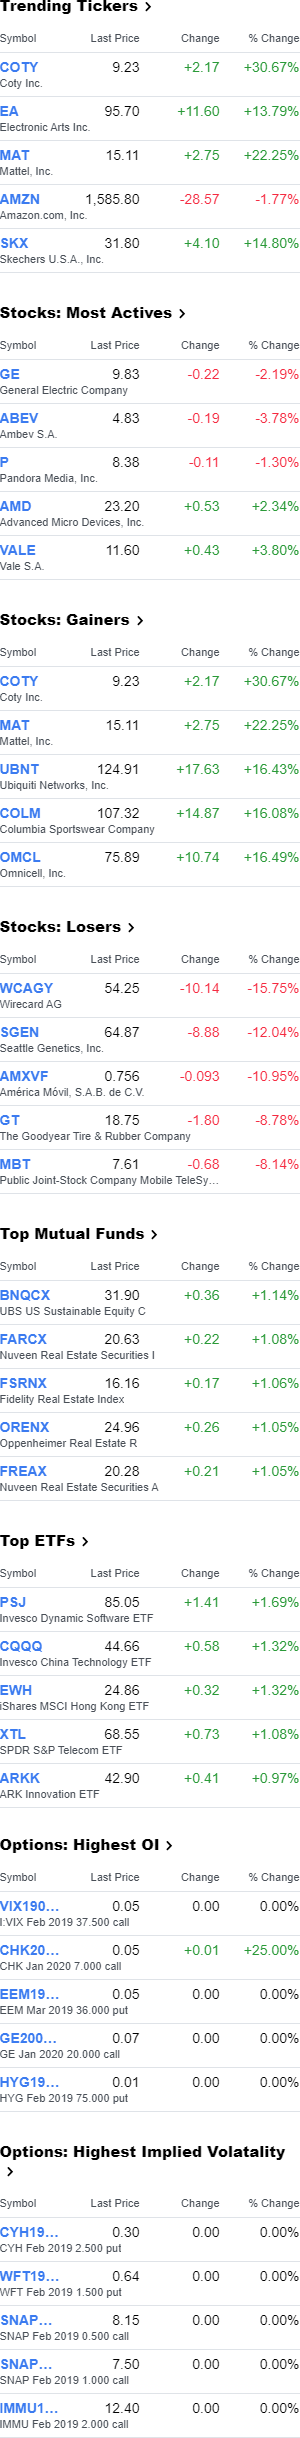 Trending Tickers >
Symbol Last Price Change % Change
COTY 9.23 +2.17 +30.67%
Coty Inc.
EA 95.70 +11.60 +13.79%
Electronic Arts Inc.
MAT 15.11 +2.75 +22.25%
Mattel, Inc.
AMZN 1,585.80 -28.57 -1.77%
Amazon.com, Inc.
SKX 31.80 +4.10 +14.80%
Skechers U.S.A., Inc.
Stocks: Most Actives >
Symbol Last Price Change % Change
GE 9.83 -0.22 -2.19%
General Electric Company
ABEV 4.83 -0.19 -3.78%
Ambev S.A.
P 8.38 -0.11 -1.30%
Pandora Media, Inc.
AMD 23.20 +0.53 +2.34%
Advanced Micro Devices, Inc.
VALE 11.60 +0.43 +3.80%
Vale S.A.
Stocks: Gainers >
Symbol Last Price Change % Change
COTY 9.23 +2.17 +30.67%
Coty Inc.
MAT 15.11 +2.75 +22.25%
Mattel, Inc.
UBNT 124.91 +17.63 +16.43%
Ubiquiti Networks, Inc.
COLM 107.32 +14.87 +16.08%
Columbia Sportswear Company
OMCL 75.89 +10.74 +16.49%
Omnicell, Inc.
Stocks: Losers >
Symbol Last Price Change % Change
WCAGY 54.25 -10.14 -15.75%
Wirecard AG
SGEN 64.87 -8.88 -12.04%
Seattle Genetics, Inc.
AMXVF 0.756 -0.093 -10.95%
América Móvil, S.A.B. de C.V.
GT 18.75 -1.80 -8.78%
The Goodyear Tire & Rubber Company
MBT 7.61 -0.68 -8.14%
Public Joint-Stock Company Mobile TeleSy…
Top Mutual Funds >
Symbol Last Price Change % Change
BNQCX 31.90 +0.36 +1.14%
UBS US Sustainable Equity C
FARCX 20.63 +0.22 +1.08%
Nuveen Real Estate Securities I
FSRNX 16.16 +0.17 +1.06%
Fidelity Real Estate Index
ORENX 24.96 +0.26 +1.05%
Oppenheimer Real Estate R
FREAX 20.28 +0.21 +1.05%
Nuveen Real Estate Securities A
Top ETFs >
Symbol Last Price Change % Change
PSJ 85.05 +1.41 +1.69%
Invesco Dynamic Software ETF
CQQQ 44.66 +0.58 +1.32%
Invesco China Technology ETF
EWH 24.86 +0.32 +1.32%
iShares MSCI Hong Kong ETF
XTL 68.55 +0.73 +1.08%
SPDR S&P Telecom ETF
ARKK 42.90 +0.41 +0.97%
ARK Innovation ETF
Options: Highest OI >
Symbol Last Price Change % Change
VIX190… 0.05 0.00 0.00%
I:VIX Feb 2019 37.500 call
CHK20… 0.05 +0.01 +25.00%
CHK Jan 2020 7.000 call
EEM19… 0.05 0.00 0.00%
EEM Mar 2019 36.000 put
GE200… 0.07 0.00 0.00%
GE Jan 2020 20.000 call
HYG19… 0.01 0.00 0.00%
HYG Feb 2019 75.000 put
Options: Highest Implied Volatality
>
Symbol Last Price Change % Change
CYH19… 0.30 0.00 0.00%
CYH Feb 2019 2.500 put
WFT19… 0.64 0.00 0.00%
WFT Feb 2019 1.500 put
SNAP… 8.15 0.00 0.00%
SNAP Feb 2019 0.500 call
SNAP… 7.50 0.00 0.00%
SNAP Feb 2019 1.000 call
IMMU1… 12.40 0.00 0.00%
IMMU Feb 2019 2.000 call